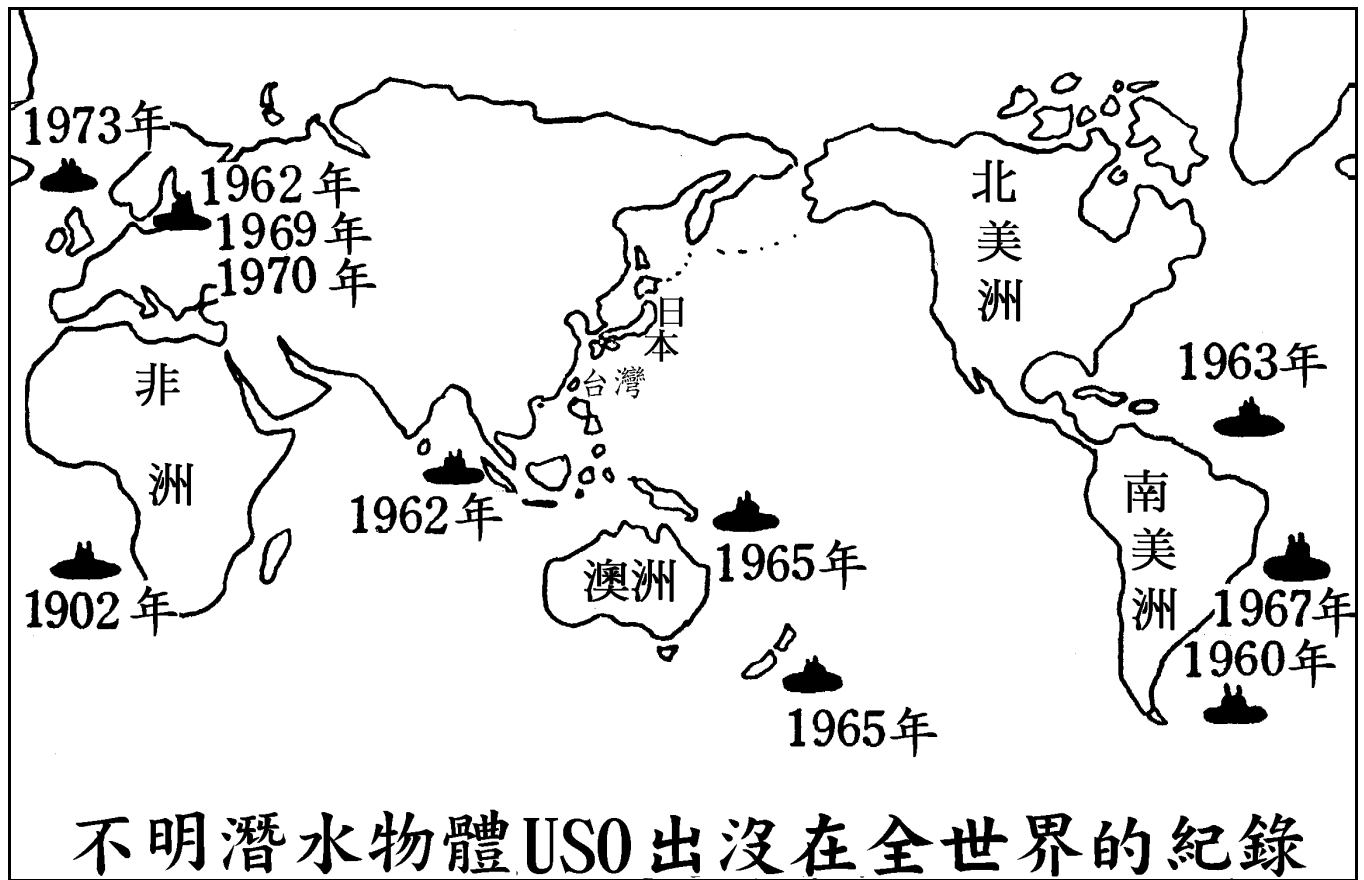 1973年
1962年
1969年
1970年
北美洲
日本
台灣
1963年
非洲
南美洲
1962年
1965年
澳洲
1902年
1967年
1960年
1965年
不明潛水物體USO出沒在全世界的紀錄